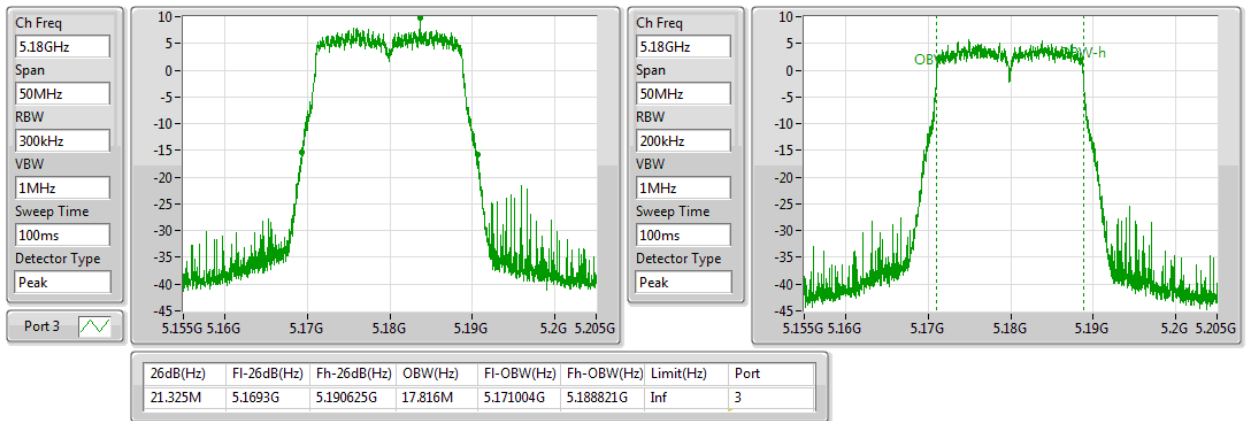 Ch Freq
5.18GHz
Span
50MHz
RBW
300kHz
VBW
1MHz
Sweep Time
100ms
Detector Type
Peak
Port 3
10
5
0
-5
-10
-15
-20
-25
-30
-35
-40
-45
5.155G 5.16G 5.17G 5.18G 5.19G 5.2G 5.205G
Ch Freq
5.18GHz
Span
50MHz
RBW
200kHz
VBW
1MHz
Sweep Time
100ms
Detector Type
Peak
10
5
0
-5
-10
-15
-20
-25
-30
-35
-40
-45
5.155G 5.16G 5.17G 5.18G 5.19G 5.2G 5.205G
26dB(Hz) Fl-26dB(Hz) Fh-26dB(Hz) OBW(Hz) Fl-OBW(Hz) Fh-OBW(Hz) Limit(Hz) Port
21.325M 5.1693G 5.190625G 17.816M 5.171004G 5.188821G Inf 3